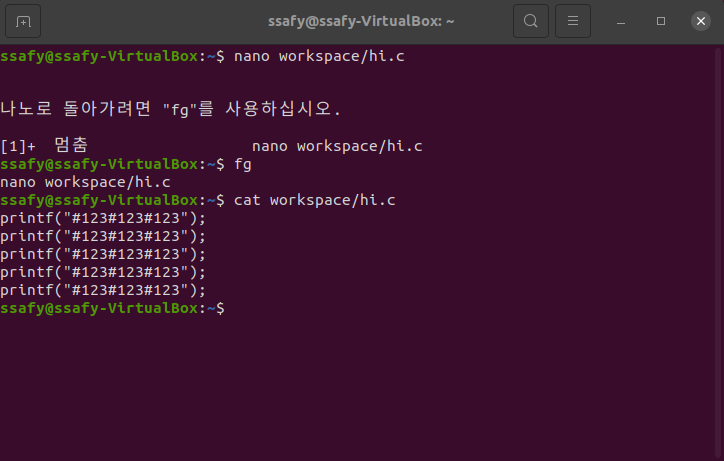 ssafy@ssafy-VirtualBox: ~
ssafy@ssafy-VirtualBox:~$ nano workspace/hi.c
나노로 돌아가려면 "fg"를 사용하십시오.
[1]+  멈춤                  nano workspace/hi.c
ssafy@ssafy-VirtualBox:~$ fg
nano workspace/hi.c
ssafy@ssafy-VirtualBox:~$ cat workspace/hi.c
printf("#123#123#123");
printf("#123#123#123");
printf("#123#123#123");
printf("#123#123#123");
printf("#123#123#123");
ssafy@ssafy-VirtualBox:~$